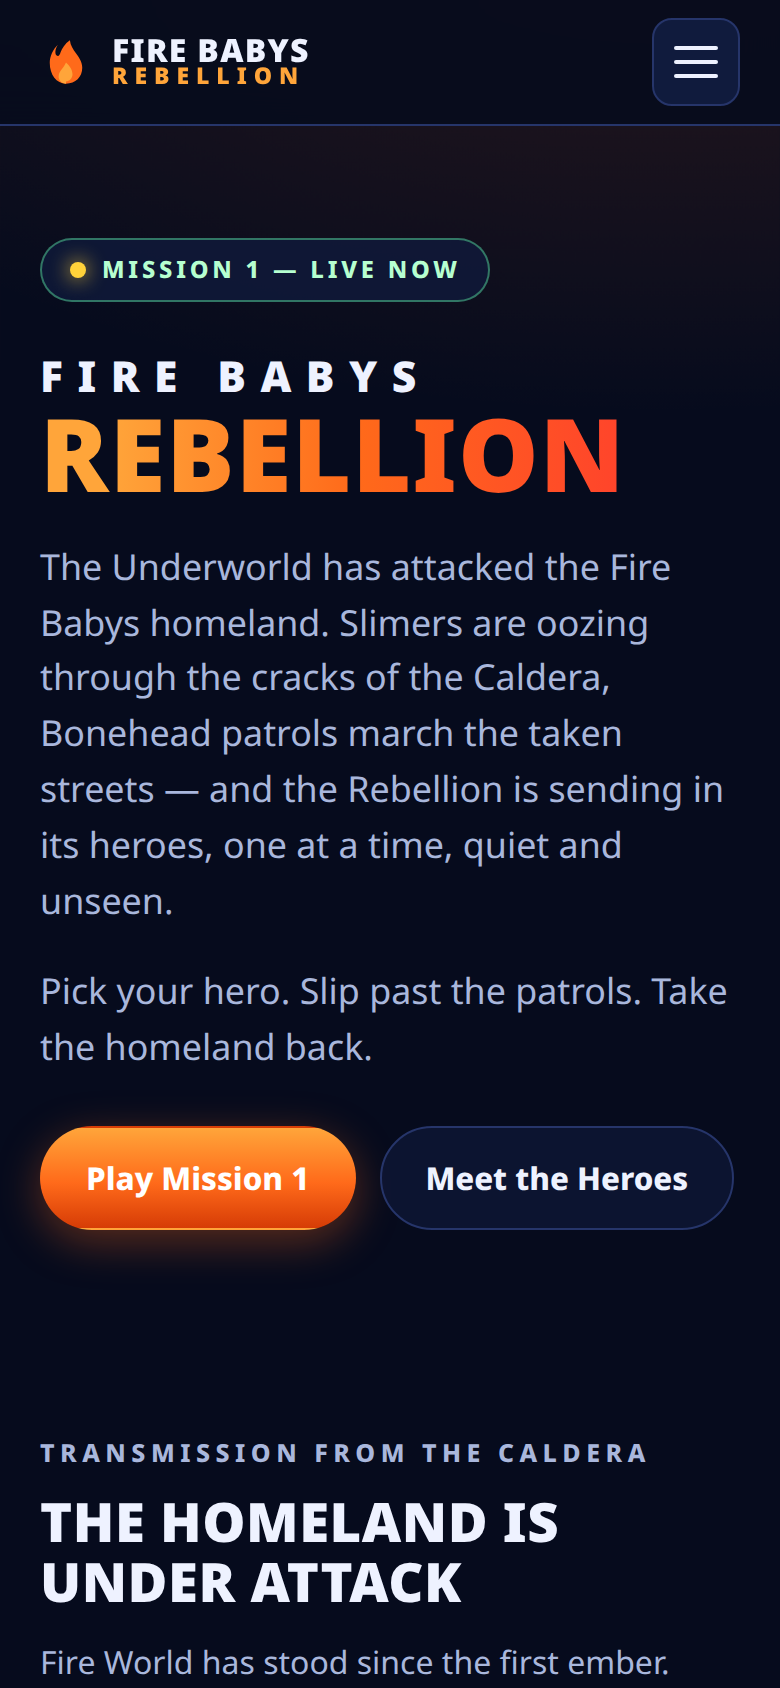 FIRE BABYS
REBELLION
MISSION 1 — LIVE NOW
FIRE BABYS
REBELLION
The Underworld has attacked the Fire
Babys homeland. Slimers are oozing
through the cracks of the Caldera,
Bonehead patrols march the taken
streets — and the Rebellion is sending in
its heroes, one at a time, quiet and
unseen.
Pick your hero. Slip past the patrols. Take
the homeland back.
Play Mission 1
Meet the Heroes
TRANSMISSION FROM THE CALDERA
THE HOMELAND IS
UNDER ATTACK
Fire World has stood since the first ember.